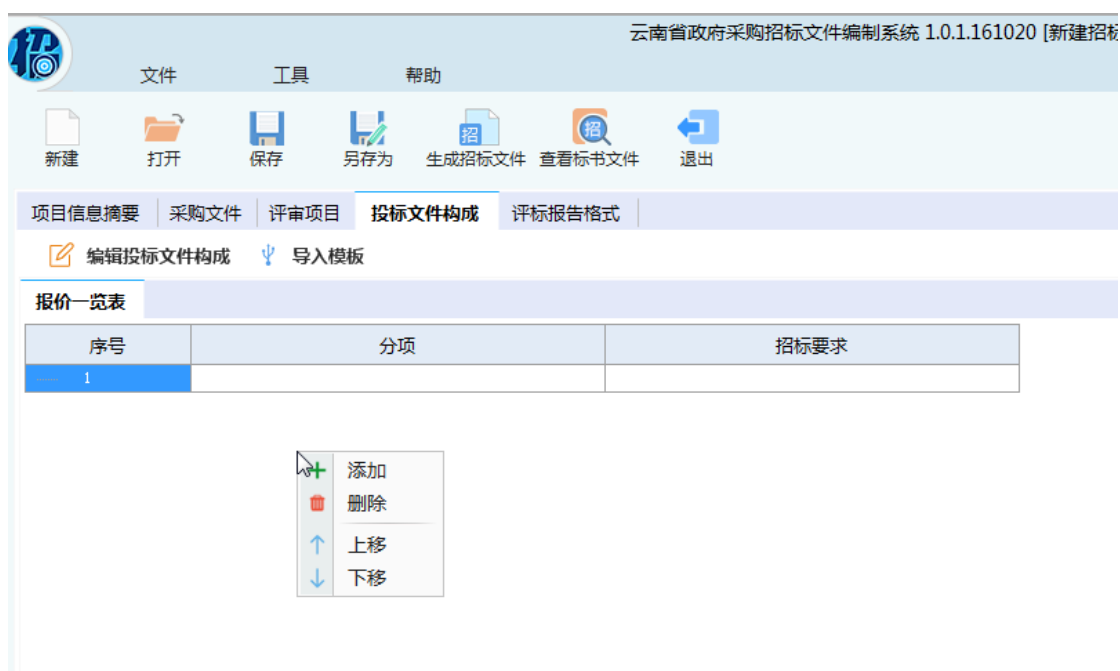 云南省政府采购招标文件编制系统 1.0.1.161020 [新建招标
招
文件 工具 帮助
招 招
新建 打开 保存 另存为 生成招标文件 查看标书文件 退出
项目信息摘要 采购文件 评审项目 投标文件构成 评标报告格式
编辑投标文件构成 导入模板
报价一览表
序号 分项 招标要求
1
添加
删除
上移
下移